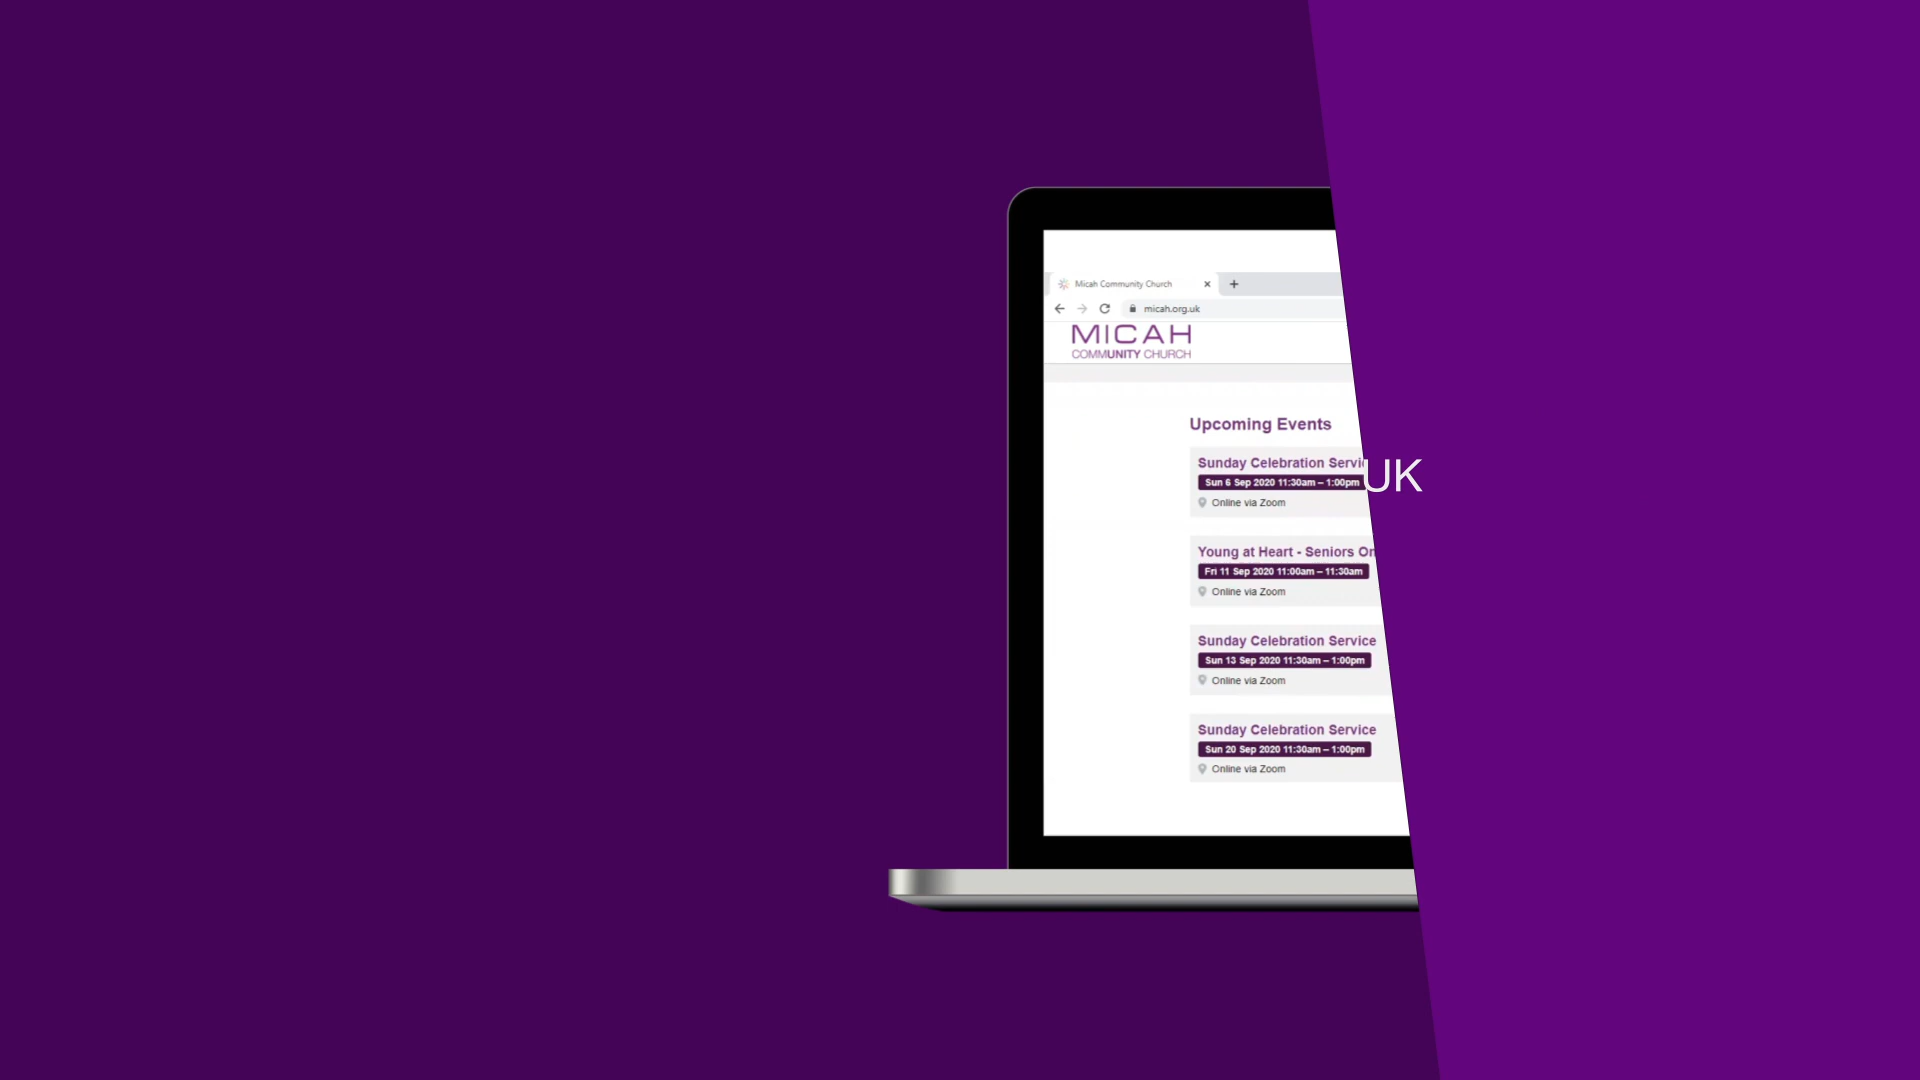 Micah Community Church
micah.org.uk
MICAH
COMMUNITY CHURCH
Upcoming Events
Sunday Celebration
Sun 6 Sep 2020 11:30am – 1:00pm
Online via Zoom
UK
Young at Heart - Seniors
Fri 11 Sep 2020 11:00am – 11:30am
Online via Zoom
Sunday Celebration Service
Sun 13 Sep 2020 11:30am – 1:00pm
Online via Zoom
Sunday Celebration Service
Sun 20 Sep 2020 11:30am – 1:00pm
Online via Zoom